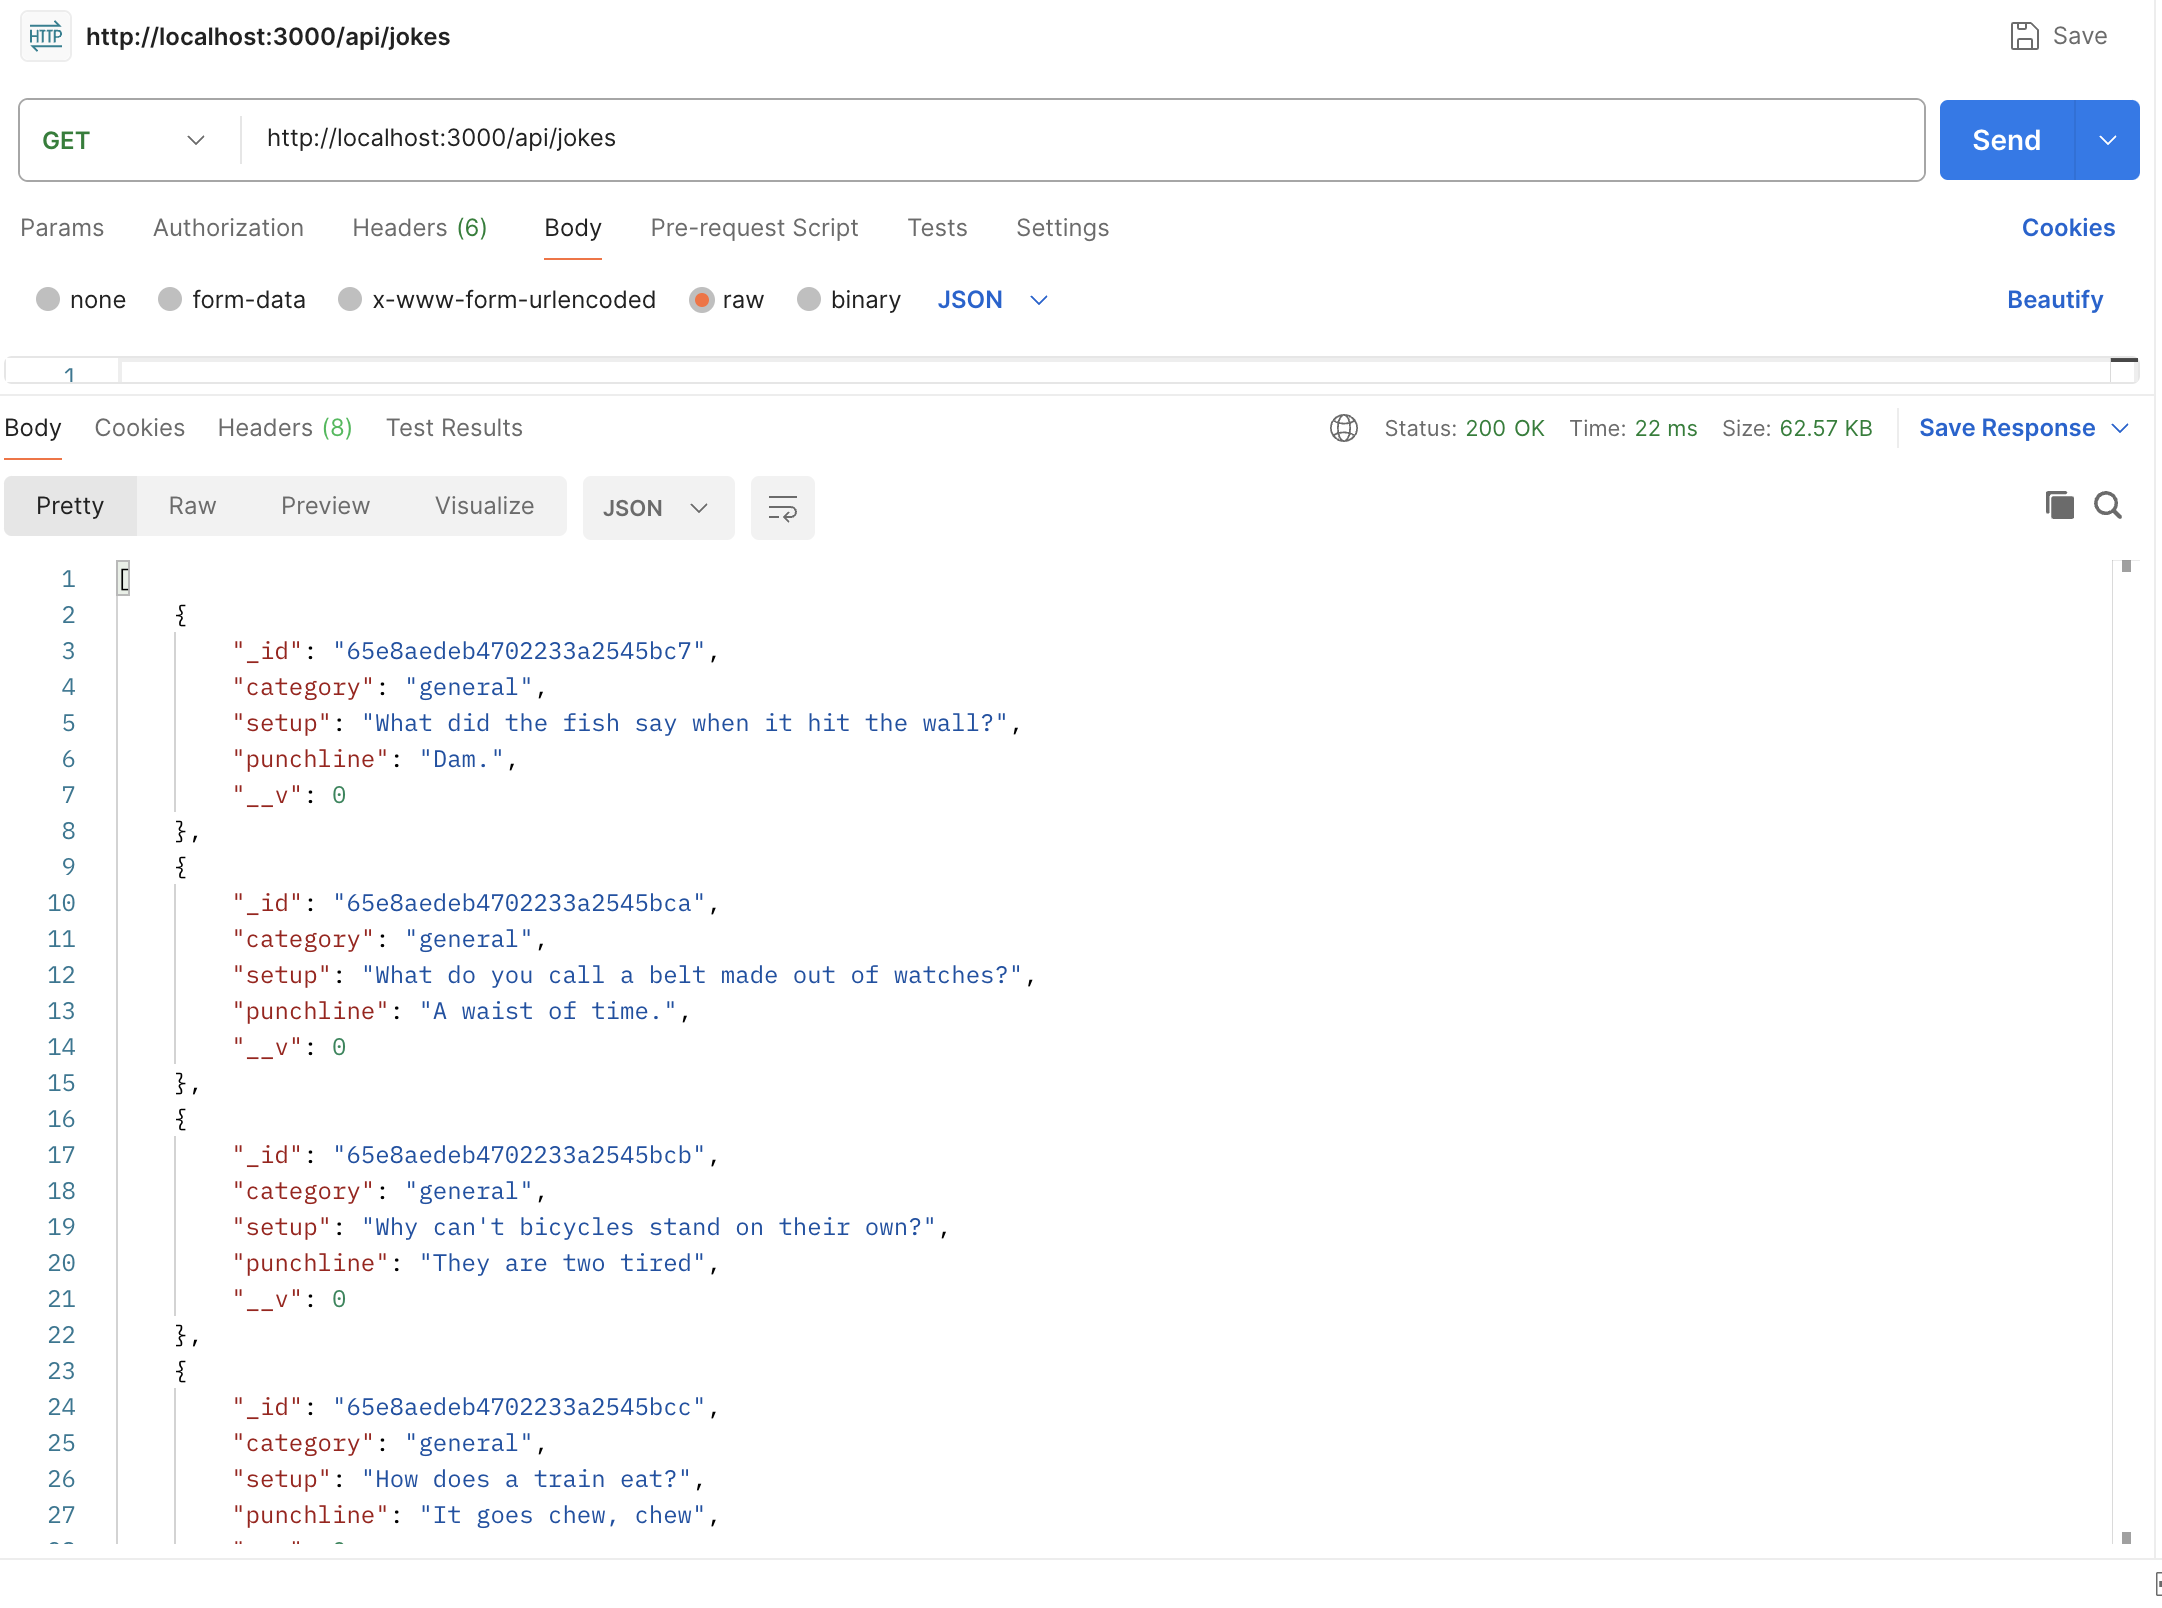 HTTP http://localhost:3000/api/jokes Save
GET http://localhost:3000/api/jokes Send
Params Authorization Headers (6) Body Pre-request Script Tests Settings Cookies
none form-data x-www-form-urlencoded raw binary JSON Beautify
1
Body Cookies Headers (8) Test Results Status: 200 OK Time: 22 ms Size: 62.57 KB Save Response
Pretty Raw Preview Visualize JSON
1 [
2 {
3 "_id": "65e8aedeb4702233a2545bc7",
4 "category": "general",
5 "setup": "What did the fish say when it hit the wall?",
6 "punchline": "Dam.",
7 "__v": 0
8 },
9 {
10 "_id": "65e8aedeb4702233a2545bca",
11 "category": "general",
12 "setup": "What do you call a belt made out of watches?",
13 "punchline": "A waist of time.",
14 "__v": 0
15 },
16 {
17 "_id": "65e8aedeb4702233a2545bcb",
18 "category": "general",
19 "setup": "Why can't bicycles stand on their own?",
20 "punchline": "They are two tired",
21 "__v": 0
22 },
23 {
24 "_id": "65e8aedeb4702233a2545bcc",
25 "category": "general",
26 "setup": "How does a train eat?",
27 "punchline": "It goes chew, chew",